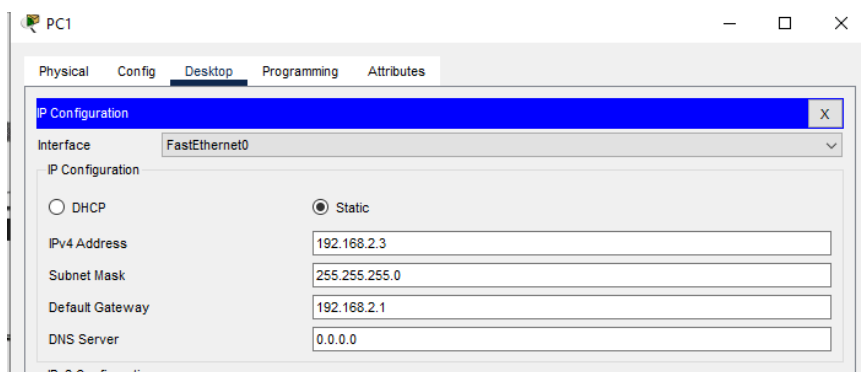 PC1
Physical Config Desktop Programming Attributes
IP Configuration
X
Interface FastEthernet0
IP Configuration
DHCP Static
IPv4 Address 192.168.2.3
Subnet Mask 255.255.255.0
Default Gateway 192.168.2.1
DNS Server 0.0.0.0